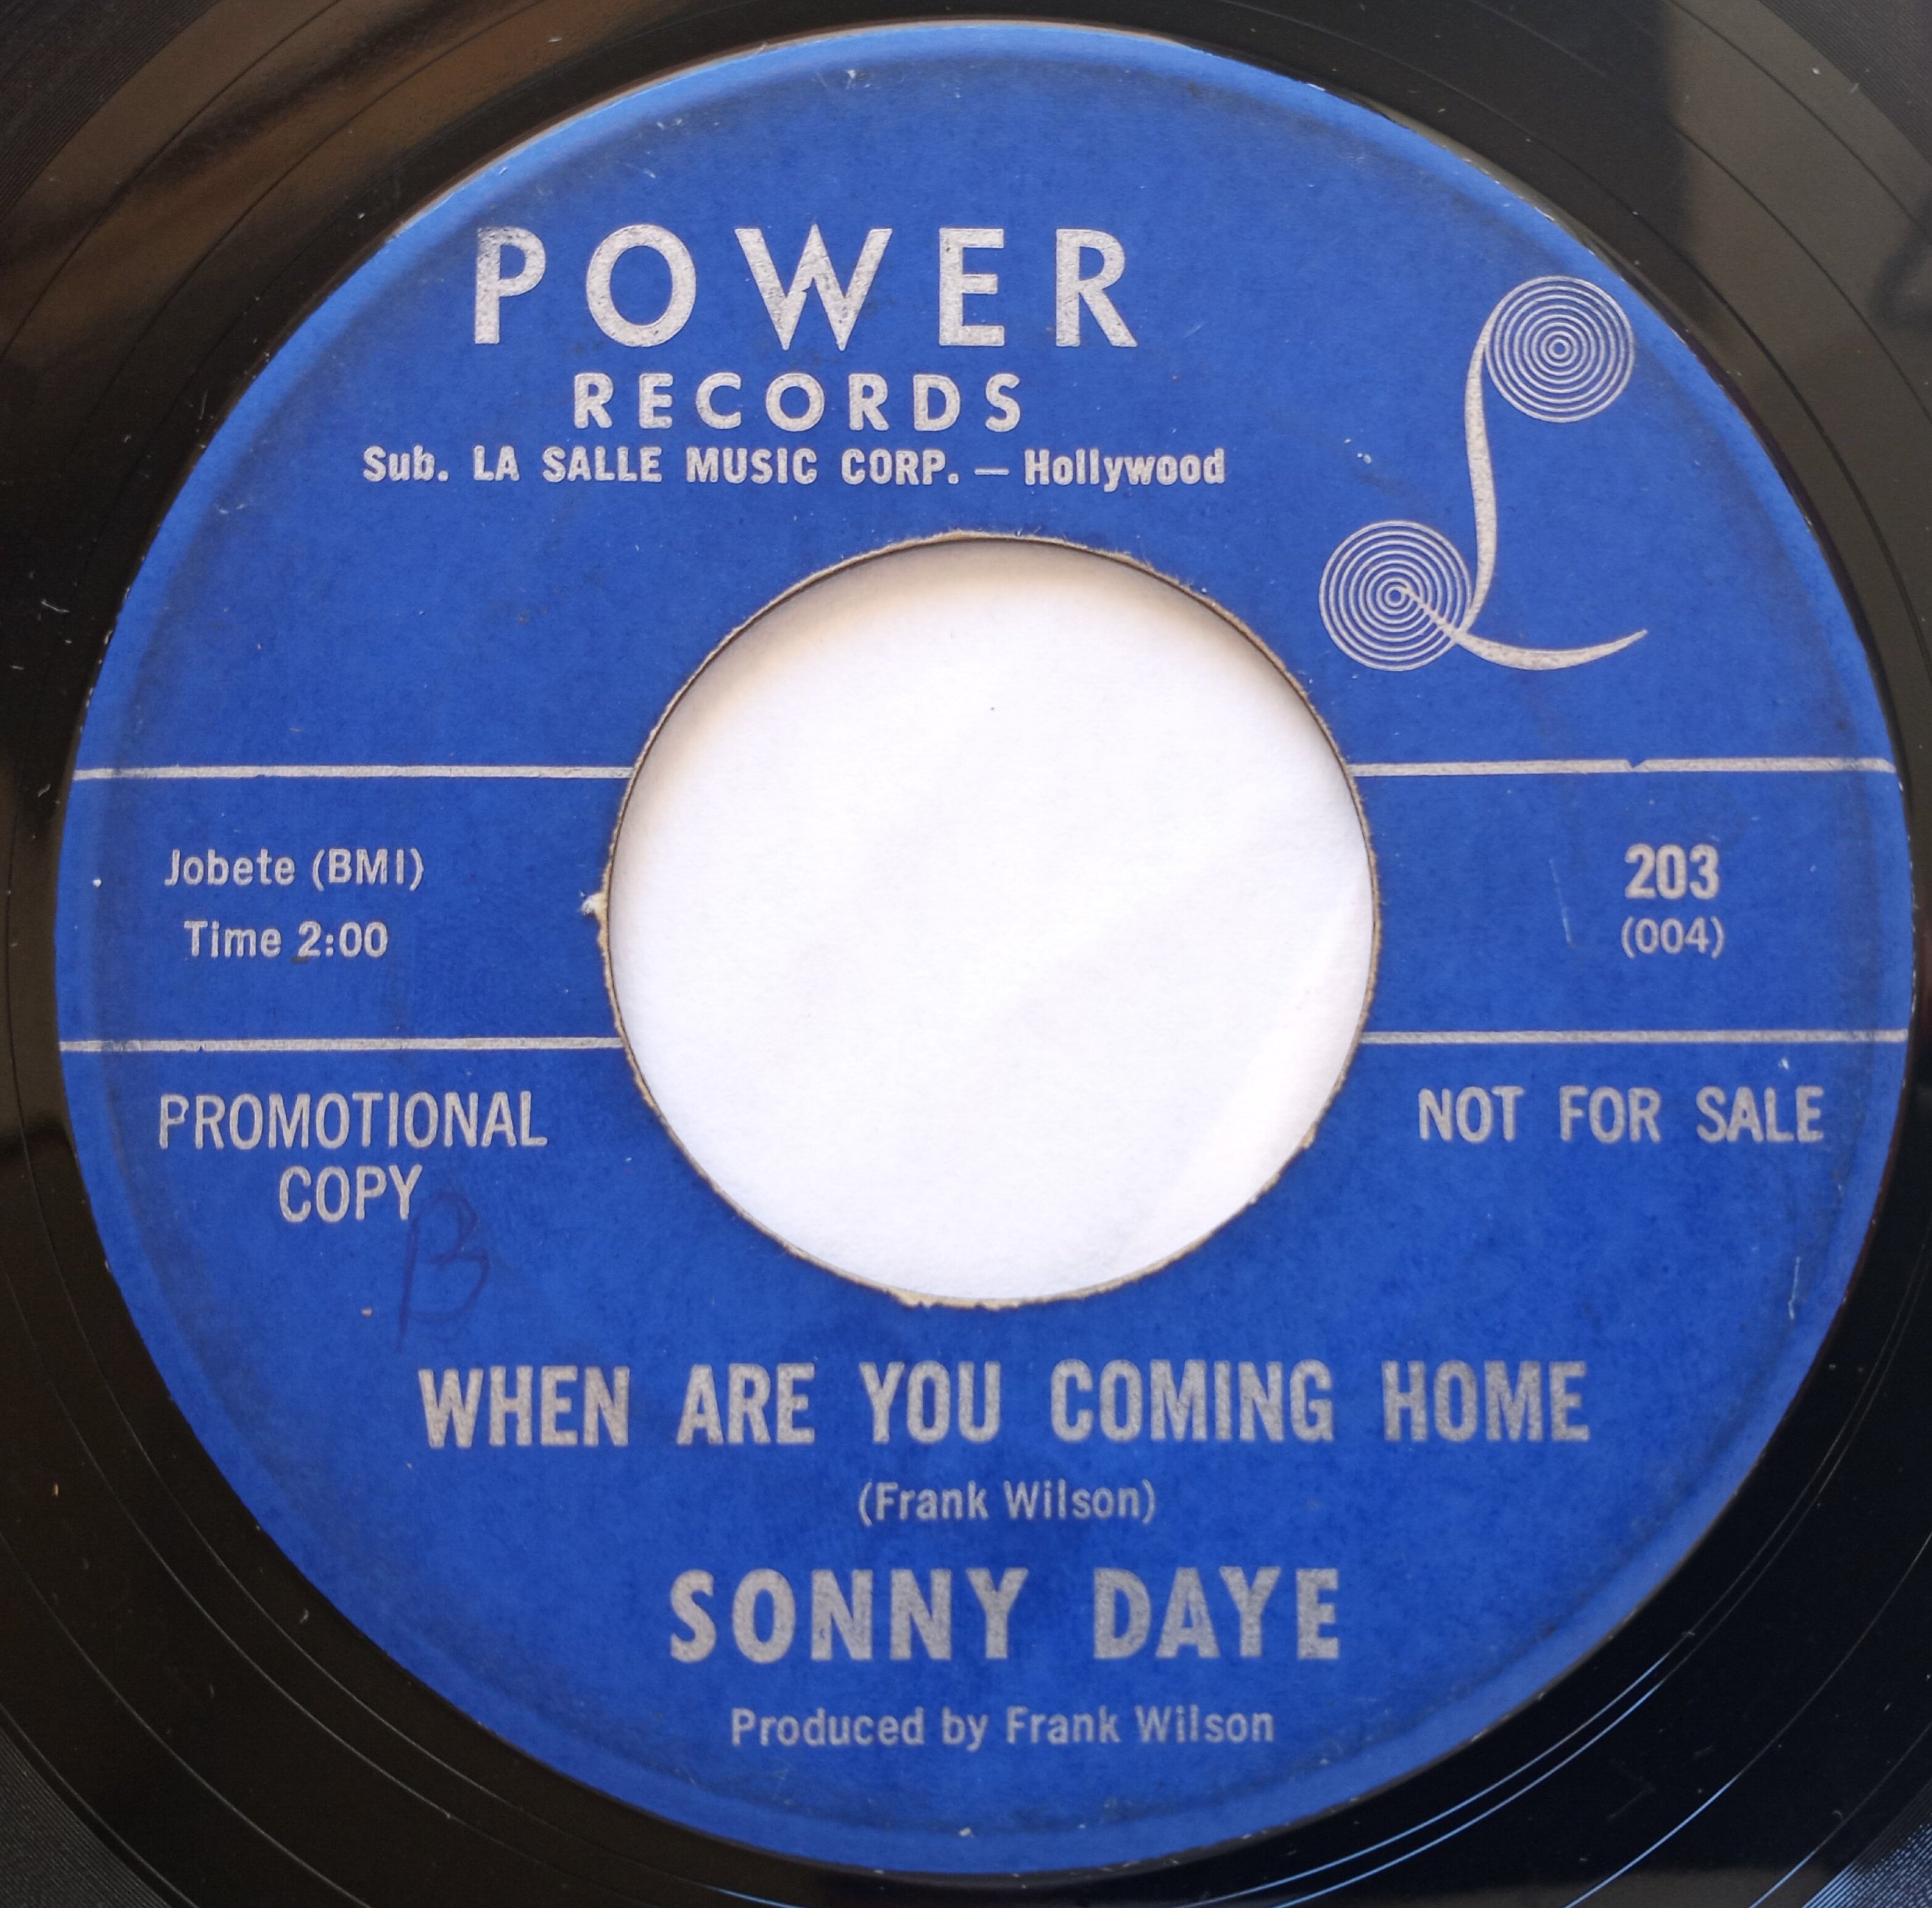 POWER
RECORDS
Sub. LA SALLE MUSIC CORP. — Hollywood
Jobete (BMI)
Time 2:00
203
(004)
PROMOTIONAL
COPY
NOT FOR SALE
B
WHEN ARE YOU COMING HOME
(Frank Wilson)
SONNY DAYE
Produced by Frank Wilson